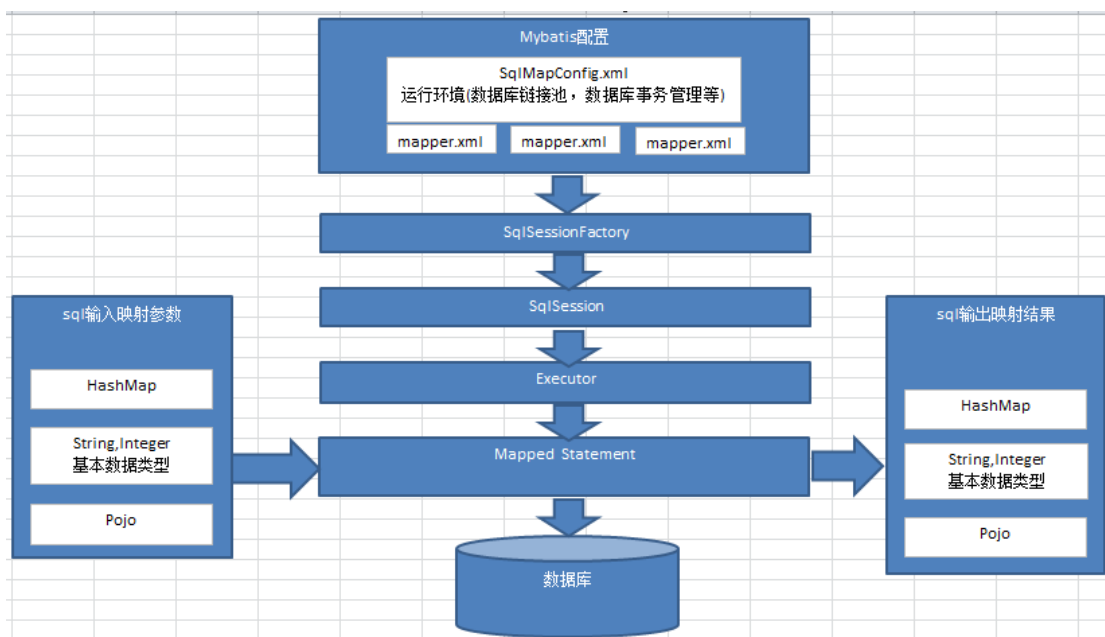 Mybatis配置
SqlMapConfig.xml
运行环境(数据库链接池，数据库事务管理等)
mapper.xml
mapper.xml
mapper.xml
SqlSessionFactory
SqlSession
Executor
Mapped Statement
数据库
sql输入映射参数
HashMap
String,Integer
基本数据类型
Pojo
sql输出映射结果
HashMap
String,Integer
基本数据类型
Pojo